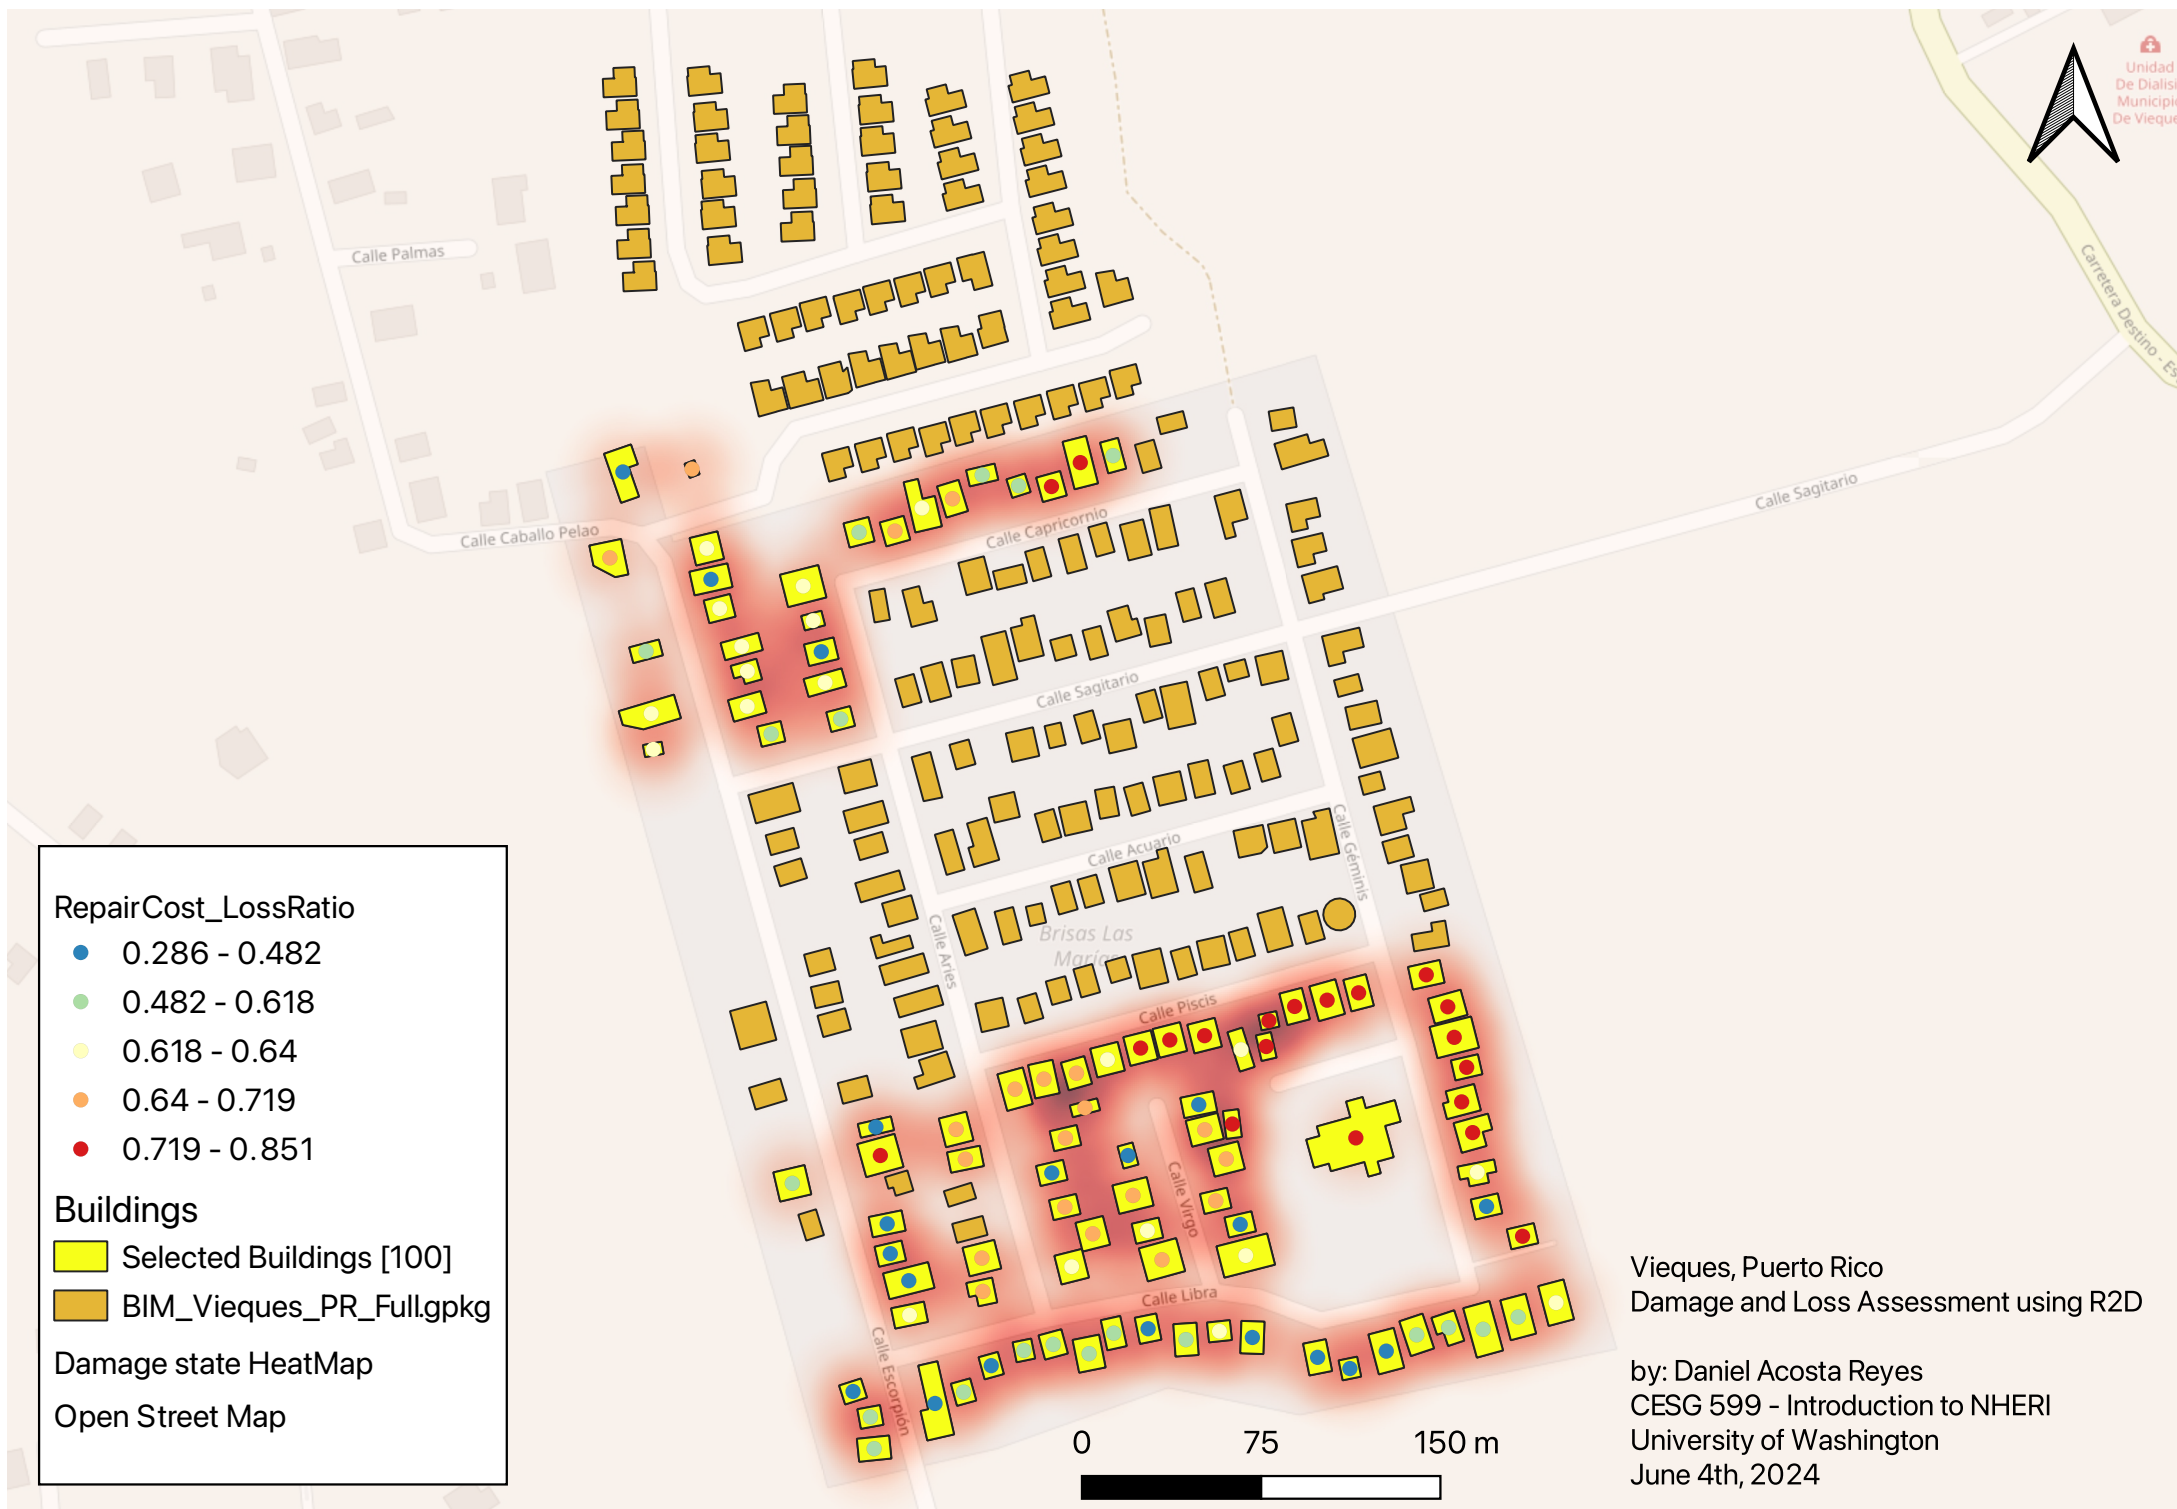 Unidad
De Dialisi
Municipio
De Vieque
Calle Palmas
Carretera Destino - Es
Calle Caballo Pelao
Calle Capricornio
Calle Sagitario
Calle Sagitario
Calle Acuario
Calle Géminis
Calle Aries
Brisas Las
Marías
Calle Piscis
Calle Virgo
Calle Libra
Calle Escorpión
RepairCost_LossRatio
0.286 - 0.482
0.482 - 0.618
0.618 - 0.64
0.64 - 0.719
0.719 - 0.851
Buildings
Selected Buildings [100]
BIM_Vieques_PR_Full.gpkg
Damage state HeatMap
Open Street Map
0 75 150 m
Vieques, Puerto Rico
Damage and Loss Assessment using R2D
by: Daniel Acosta Reyes
CESG 599 - Introduction to NHERI
University of Washington
June 4th, 2024